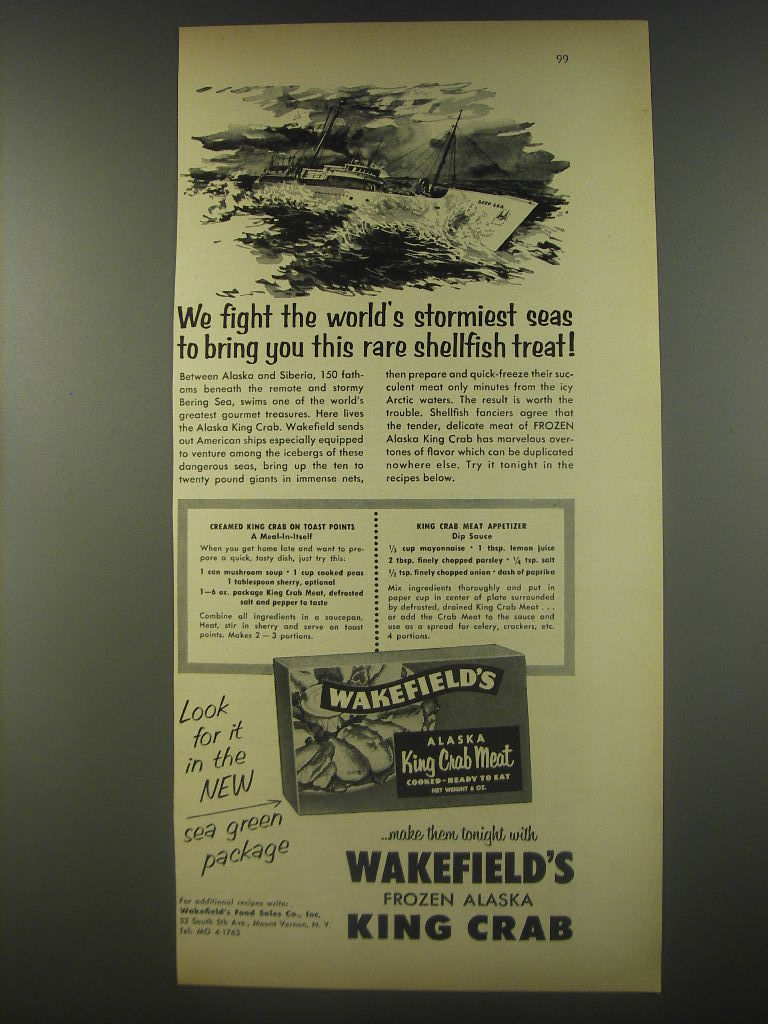 99
DEEP SEA
We fight the world's stormiest seas
to bring you this rare shellfish treat!
Between Alaska and Siberia, 150 fath-
oms beneath the remote and stormy
Bering Sea, swims one of the world's
greatest gourmet treasures. Here lives
the Alaska King Crab. Wakefield sends
out American ships especially equipped
to venture among the icebergs of these
dangerous seas, bring up the ten to
twenty pound giants in immense nets,
then prepare and quick-freeze their suc-
culent meat only minutes from the icy
Arctic waters. The result is worth the
trouble. Shellfish fanciers agree that
the tender, delicate meat of FROZEN
Alaska King Crab has marvelous over-
tones of flavor which can be duplicated
nowhere else. Try it tonight in the
recipes below.
CREAMED KING CRAB ON TOAST POINTS
A Meal-In-Itself
When you get home late and want to pre-
pare a quick, tasty dish, just try this:
1 can mushroom soup • 1 cup cooked peas
1 tablespoon sherry, optional
1—6 oz. package King Crab Meat, defrosted
salt and pepper to taste
Combine all ingredients in a saucepan.
Heat, stir in sherry and serve on toast
points. Makes 2 — 3 portions.
KING CRAB MEAT APPETIZER
Dip Sauce
1/3 cup mayonnaise • 1 tbsp. lemon juice
2 tbsp. finely chopped parsley • 1/4 tsp. salt
1/2 tsp. finely chopped onion • dash of paprika
Mix ingredients thoroughly and put in
paper cup in center of plate surrounded
by defrosted, drained King Crab Meat . . .
or add the Crab Meat to the sauce and
use as a spread for celery, crackers, etc.
4 portions.
WAKEFIELD'S
ALASKA
King Crab Meat
COOKED-READY TO EAT
NET WEIGHT 6 OZ.
Look
for it
in the
NEW
sea green
package
...make them tonight with
WAKEFIELD'S
FROZEN ALASKA
KING CRAB
For additional recipes write:
Wakefield's Food Sales Co., Inc.
32 South 5th Ave., Mount Vernon, N. Y.
Tel: MO 4-1763